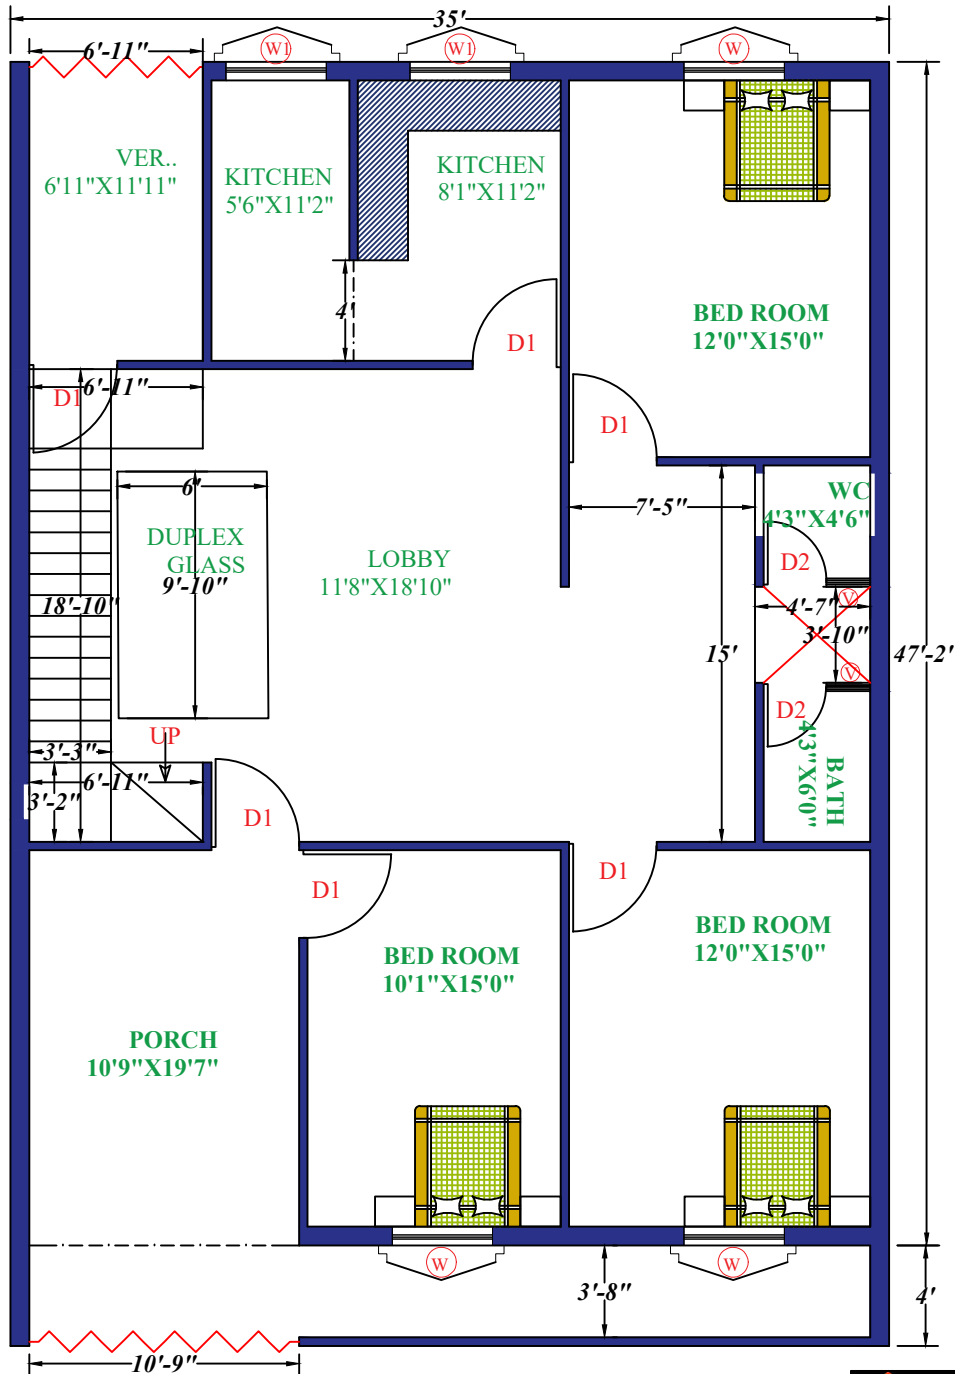 35'
6'-11"
W1
W1
W
VER..
6'11"X11'11"
KITCHEN
5'6"X11'2"
KITCHEN
8'1"X11'2"
4'
BED ROOM
12'0"X15'0"
D1
6'-11"
D1
D1
6'
7'-5"
WC
4'3"X4'6"
DUPLEX
GLASS
9'-10"
LOBBY
11'8"X18'10"
D2
18'-10"
4'-7"
V
3'-10"
15'
47'-2"
V
D2
UP
3'-3"
6'-11"
3'-2"
BATH
4'3"X6'0"
D1
D1
D1
BED ROOM
10'1"X15'0"
BED ROOM
12'0"X15'0"
PORCH
10'9"X19'7"
W
W
3'-8"
4'
10'-9"